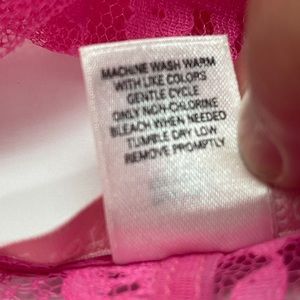 MACHINE WASH WARM
WITH LIKE COLORS
GENTLE CYCLE
ONLY NON-CHLORINE
BLEACH WHEN NEEDED
TUMBLE DRY LOW
REMOVE PROMPTLY